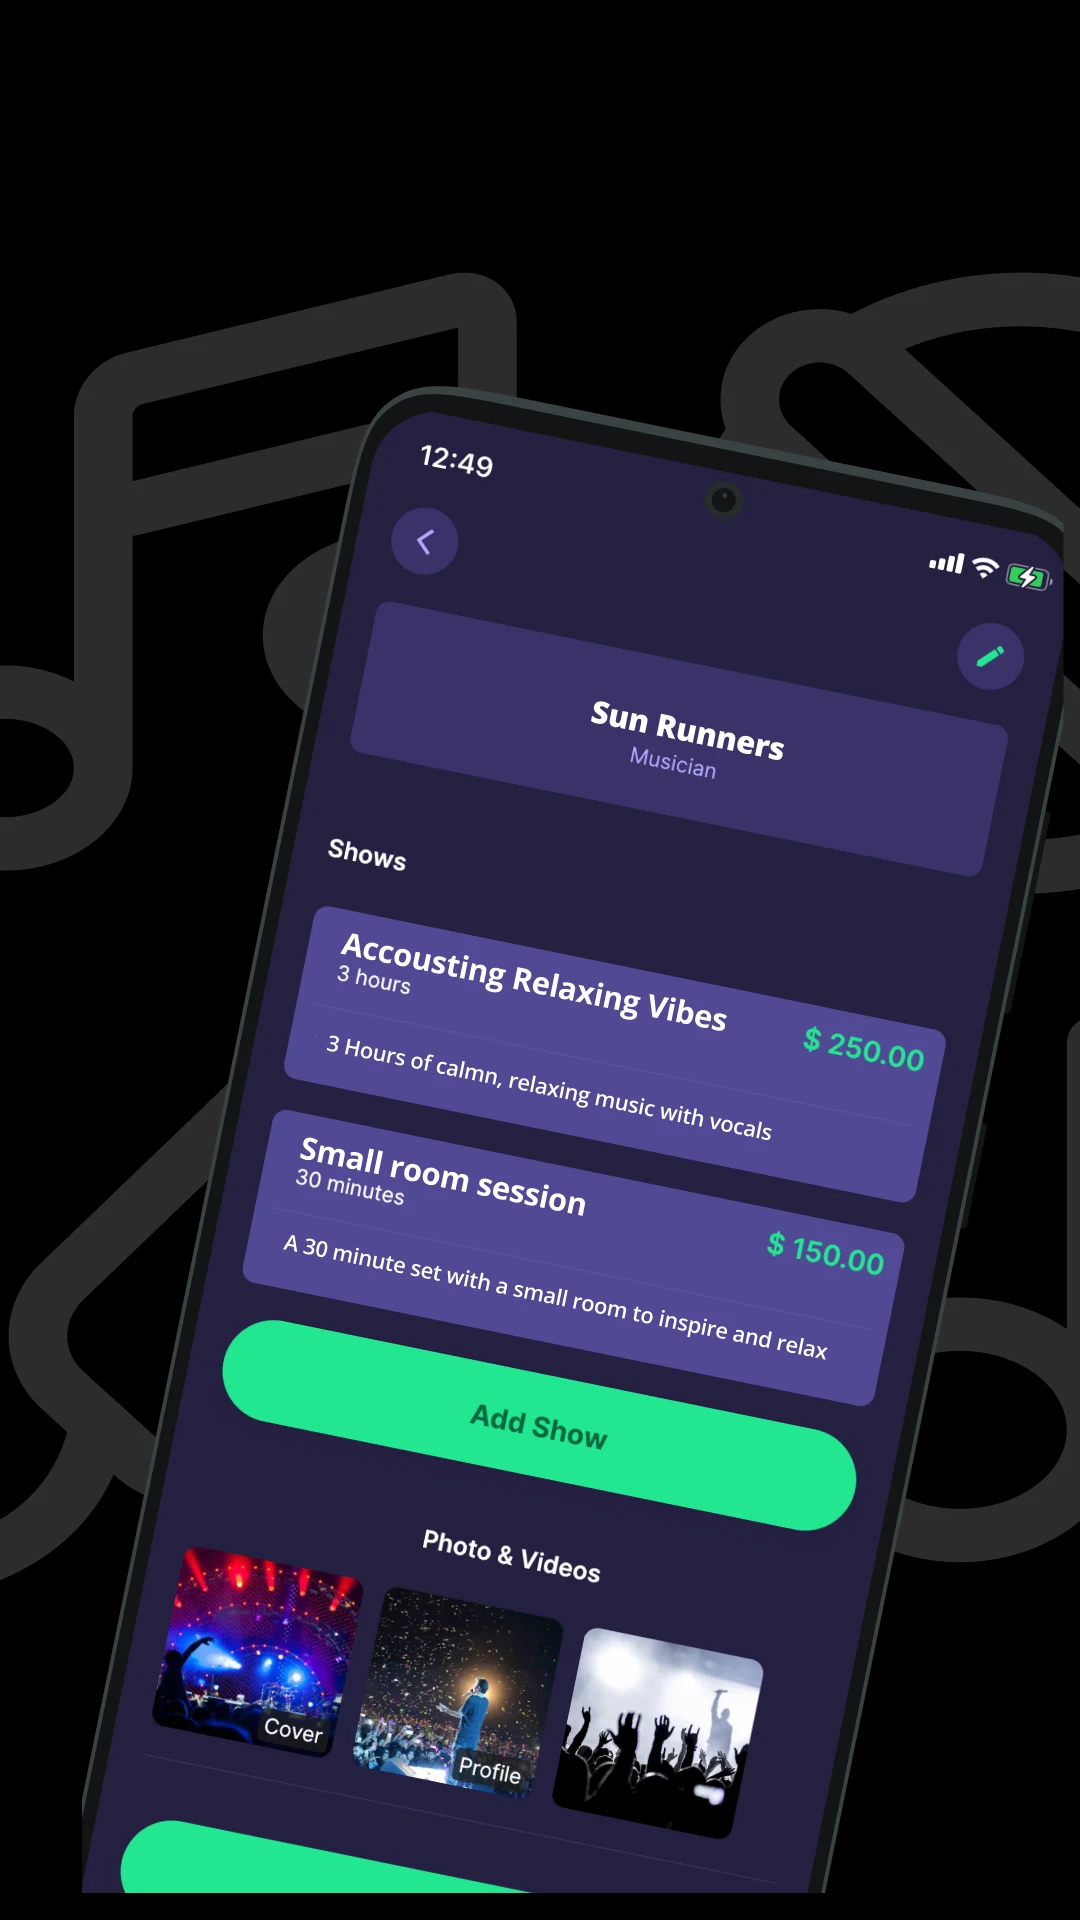 12:49
Sun Runners
Musician
Shows
Accousting Relaxing Vibes
3 hours
$ 250.00
3 Hours of calmn, relaxing music with vocals
Small room session
30 minutes
$ 150.00
A 30 minute set with a small room to inspire and relax
Add Show
Photo & Videos
Cover
Profile